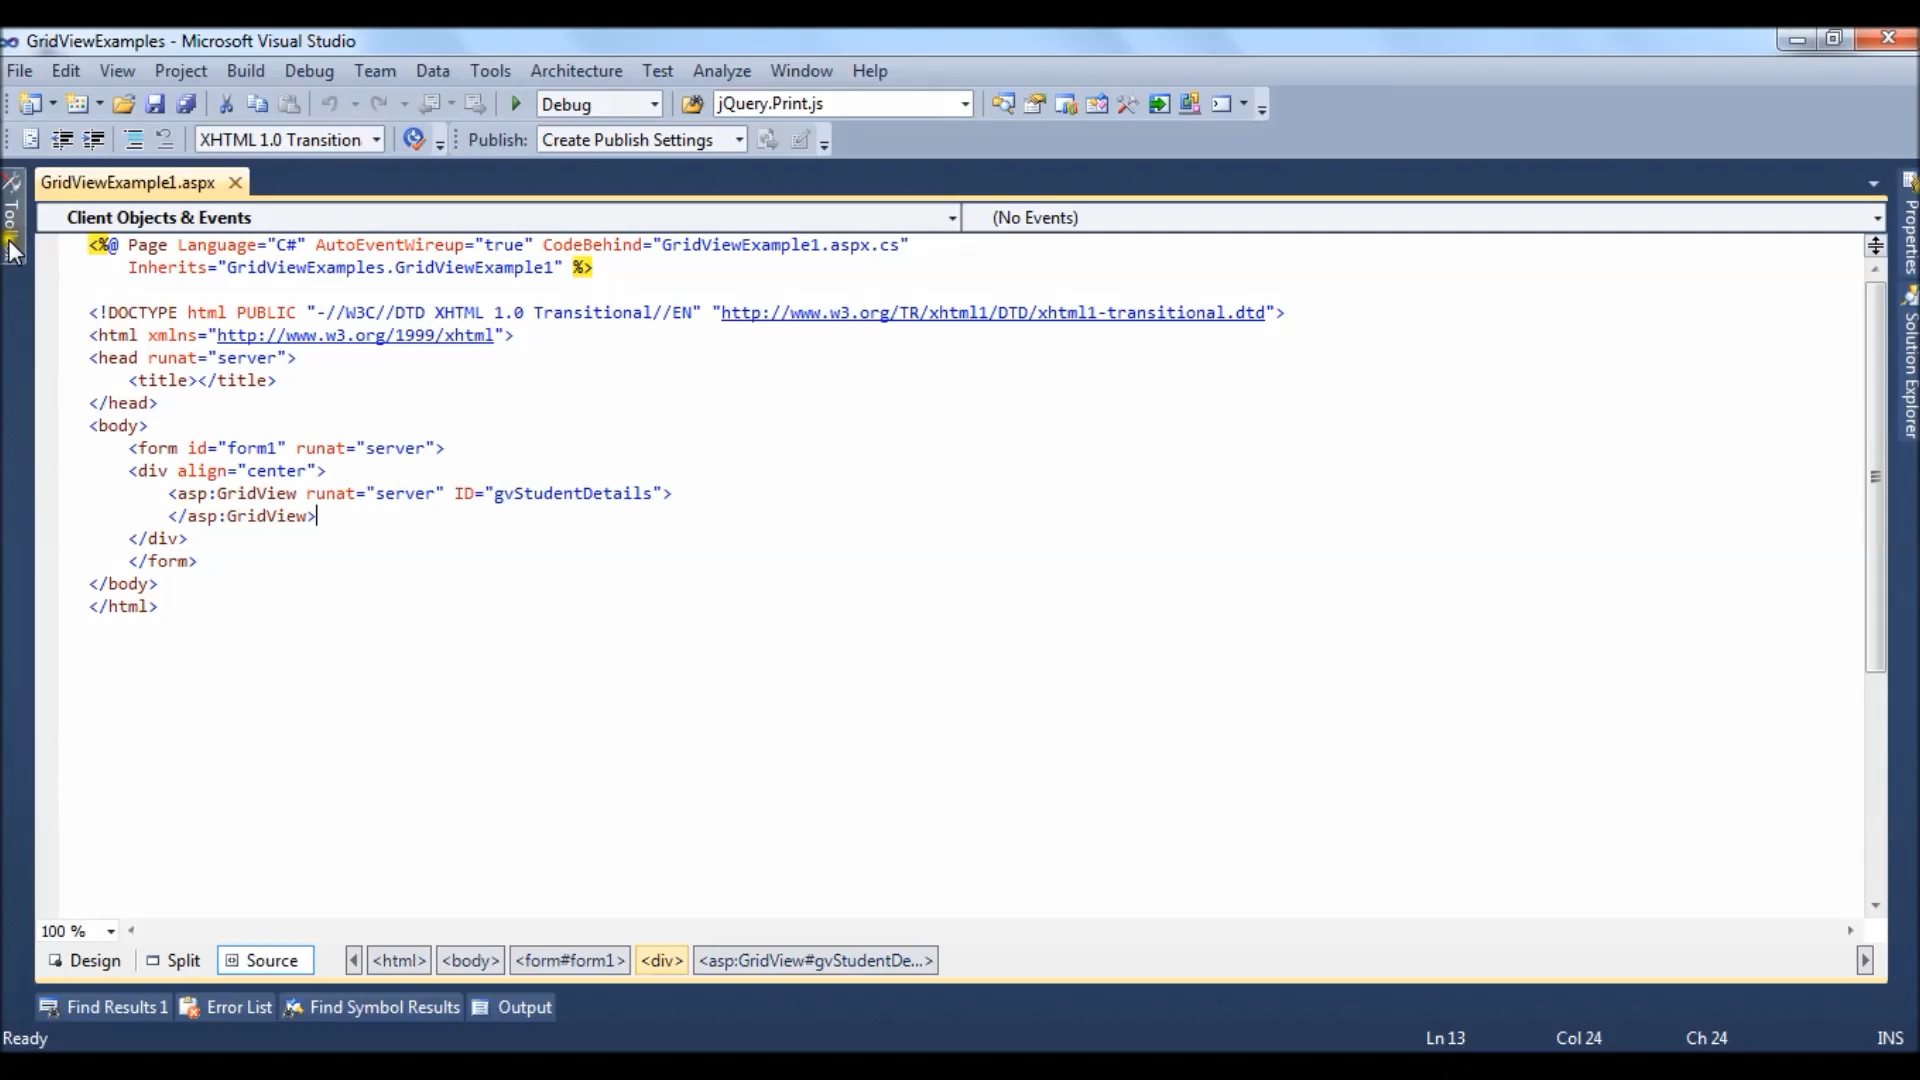 GridViewExamples - Microsoft Visual Studio
File Edit View Project Build Debug Team Data Tools Architecture Test Analyze Window Help
Debug jQuery.Print.js
XHTML 1.0 Transition Publish: Create Publish Settings
GridViewExample1.aspx
Client Objects & Events (No Events)
<%@ Page Language="C#" AutoEventWireup="true" CodeBehind="GridViewExample1.aspx.cs"
Inherits="GridViewExamples.GridViewExample1" %>
<!DOCTYPE html PUBLIC "-//W3C//DTD XHTML 1.0 Transitional//EN" "http://www.w3.org/TR/xhtml1/DTD/xhtml1-transitional.dtd">
<html xmlns="http://www.w3.org/1999/xhtml">
<head runat="server">
<title></title>
</head>
<body>
<form id="form1" runat="server">
<div align="center">
<asp:GridView runat="server" ID="gvStudentDetails">
</asp:GridView>
</div>
</form>
</body>
</html>
Properties
Solution Explorer
100 %
Design Split Source <html> <body> <form#form1> <div> <asp:GridView#gvStudentDe...>
Find Results 1 Error List Find Symbol Results Output
Ready Ln 13 Col 24 Ch 24 INS